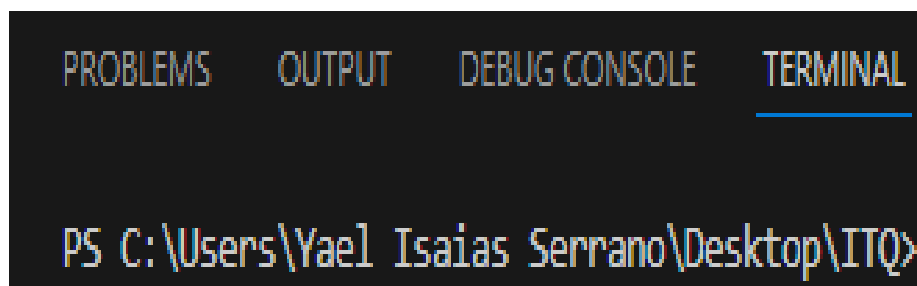 PROBLEMS OUTPUT DEBUG CONSOLE TERMINAL
PS C:\Users\Yael Isaias Serrano\Desktop\ITQ>